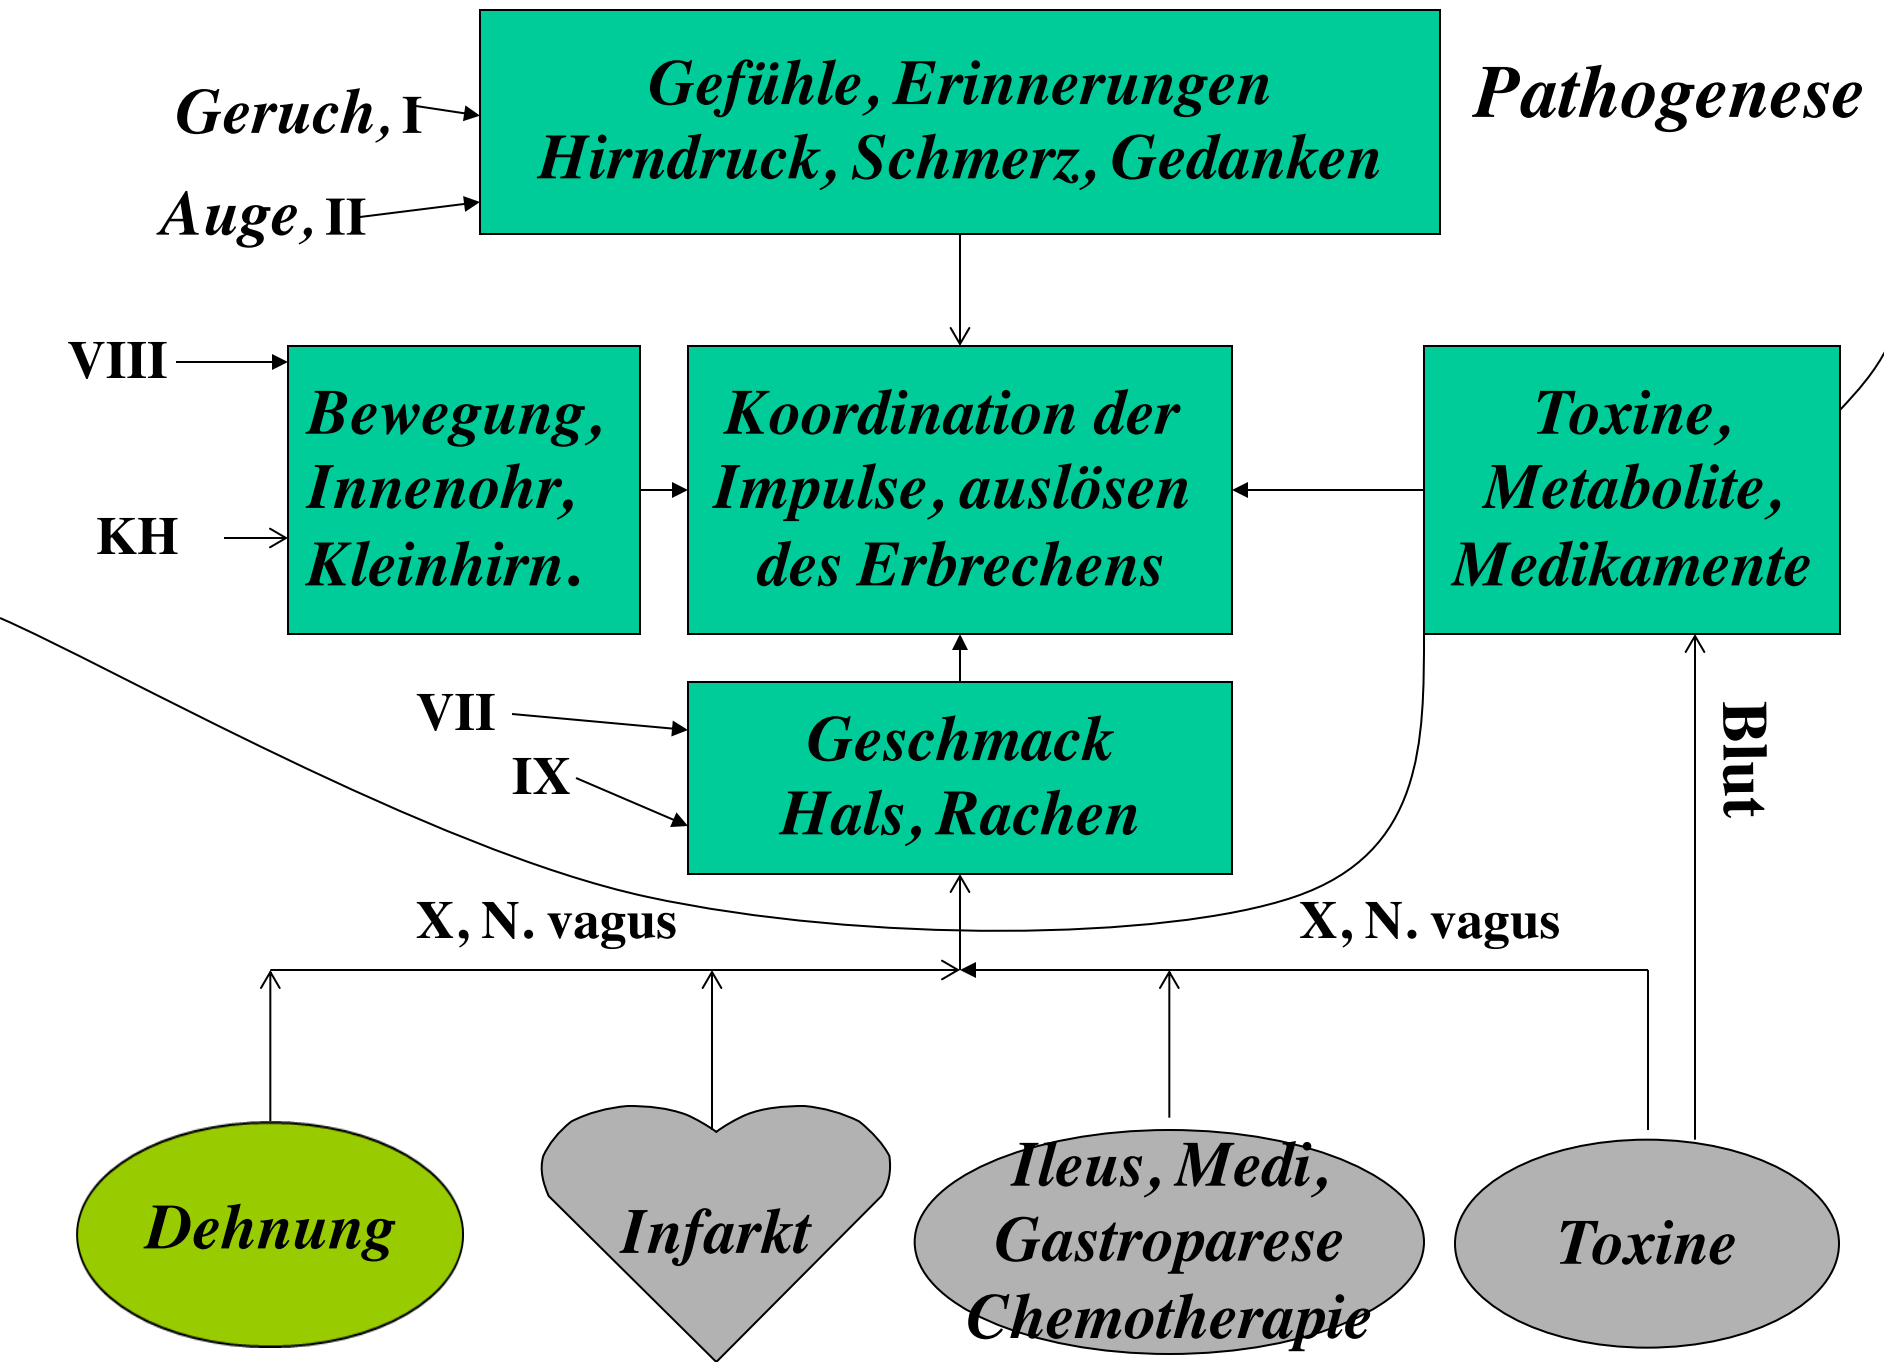 Gefühle, Erinnerungen
Hirndruck, Schmerz, Gedanken
Pathogenese
Geruch, I
Auge, II
VIII
KH
Bewegung,
Innenohr,
Kleinhirn.
Koordination der
Impulse, auslösen
des Erbrechens
Toxine,
Metabolite,
Medikamente
VII
IX
Geschmack
Hals, Rachen
Blut
X, N. vagus
X, N. vagus
Dehnung
Infarkt
Ileus, Medi,
Gastroparese
Chemotherapie
Toxine